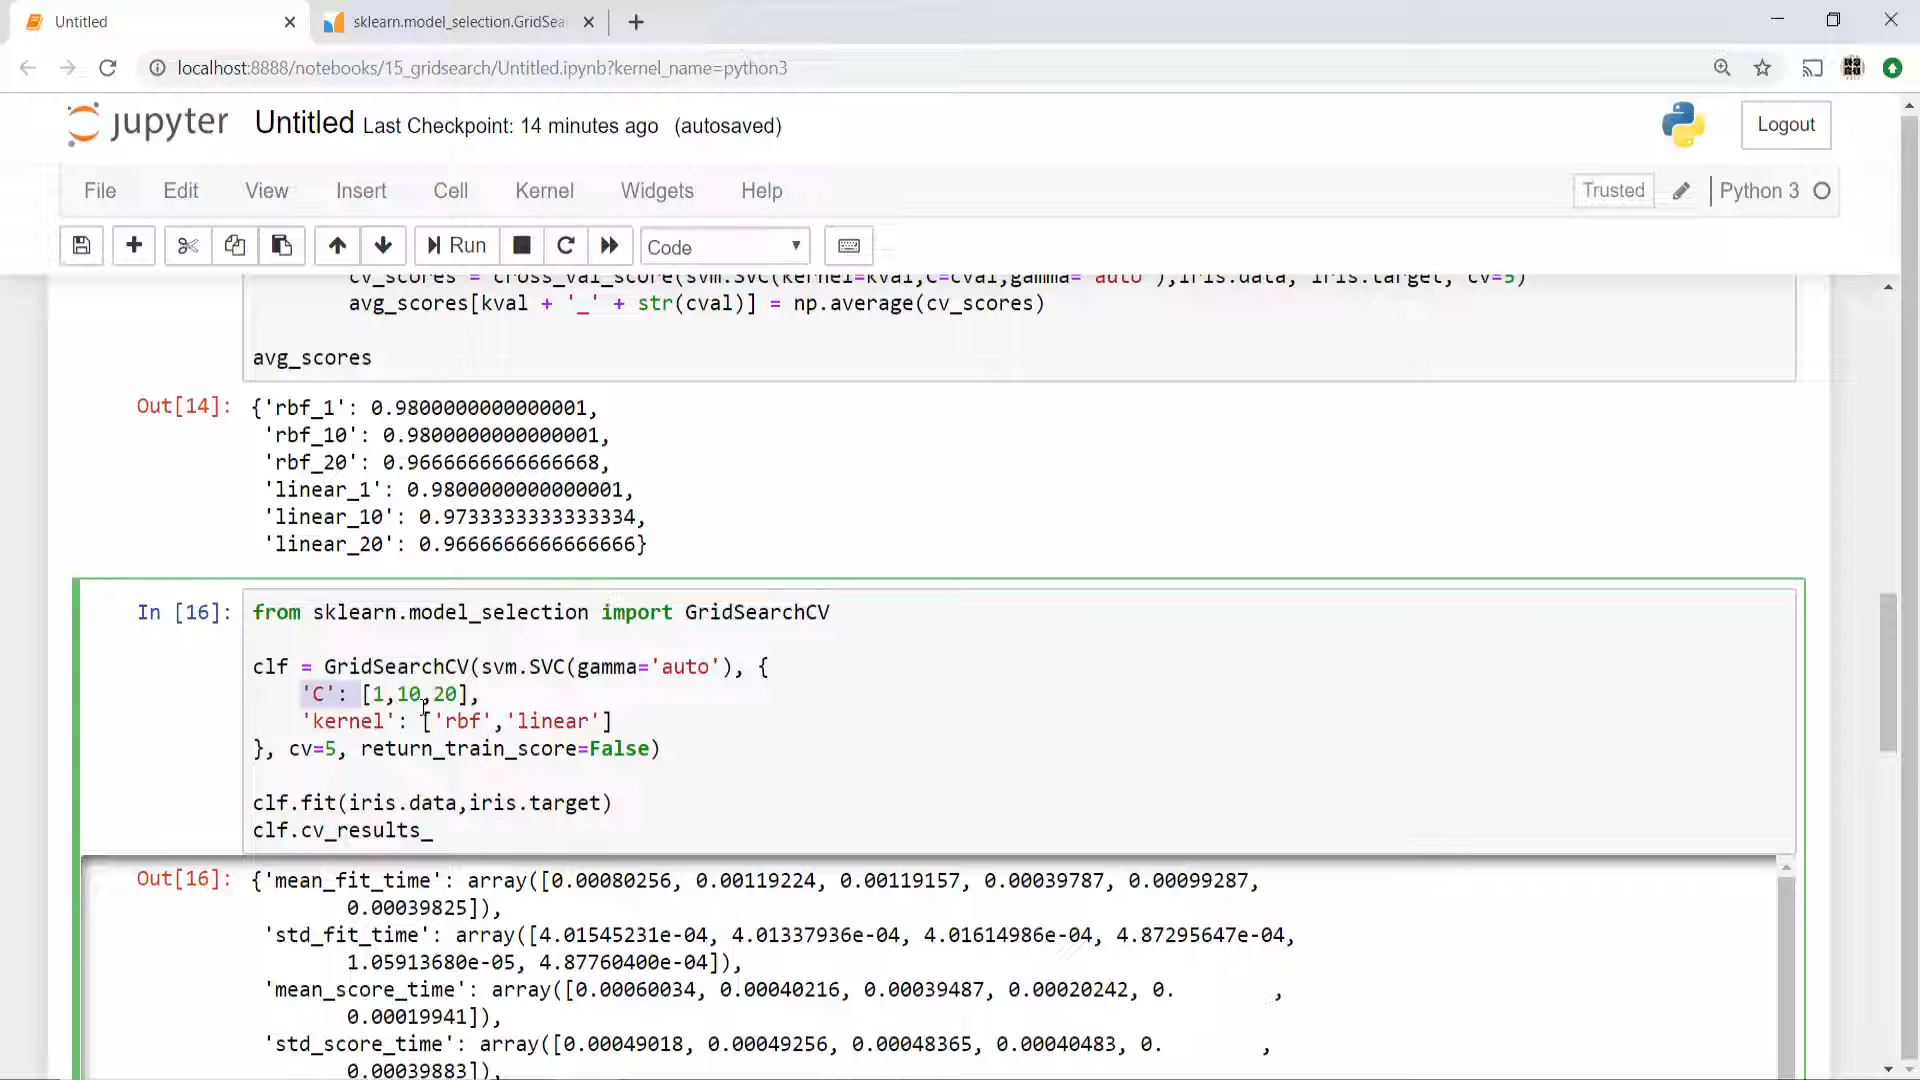 Untitled
sklearn.model_selection.GridSea
localhost:8888/notebooks/15_gridsearch/Untitled.ipynb?kernel_name=python3
jupyter Untitled Last Checkpoint: 14 minutes ago (autosaved)
Logout
File Edit View Insert Cell Kernel Widgets Help
Trusted Python 3
Run Code
cv_scores = cross_val_score(svm.SVC(kernel=kval,C=cval,gamma='auto'),iris.data, iris.target, cv=5)
avg_scores[kval + '_' + str(cval)] = np.average(cv_scores)
avg_scores
Out[14]: {'rbf_1': 0.9800000000000001,
'rbf_10': 0.9800000000000001,
'rbf_20': 0.9666666666666668,
'linear_1': 0.9800000000000001,
'linear_10': 0.9733333333333334,
'linear_20': 0.9666666666666666}
In [16]: from sklearn.model_selection import GridSearchCV
clf = GridSearchCV(svm.SVC(gamma='auto'), {
'C': [1,10,20],
'kernel': ['rbf','linear']
}, cv=5, return_train_score=False)
clf.fit(iris.data,iris.target)
clf.cv_results_
Out[16]: {'mean_fit_time': array([0.00080256, 0.00119224, 0.00119157, 0.00039787, 0.00099287,
0.00039825]),
'std_fit_time': array([4.01545231e-04, 4.01337936e-04, 4.01614986e-04, 4.87295647e-04,
1.05913680e-05, 4.87760400e-04]),
'mean_score_time': array([0.00060034, 0.00040216, 0.00039487, 0.00020242, 0. ,
0.00019941]),
'std_score_time': array([0.00049018, 0.00049256, 0.00048365, 0.00040483, 0. ,
0.00039883]),